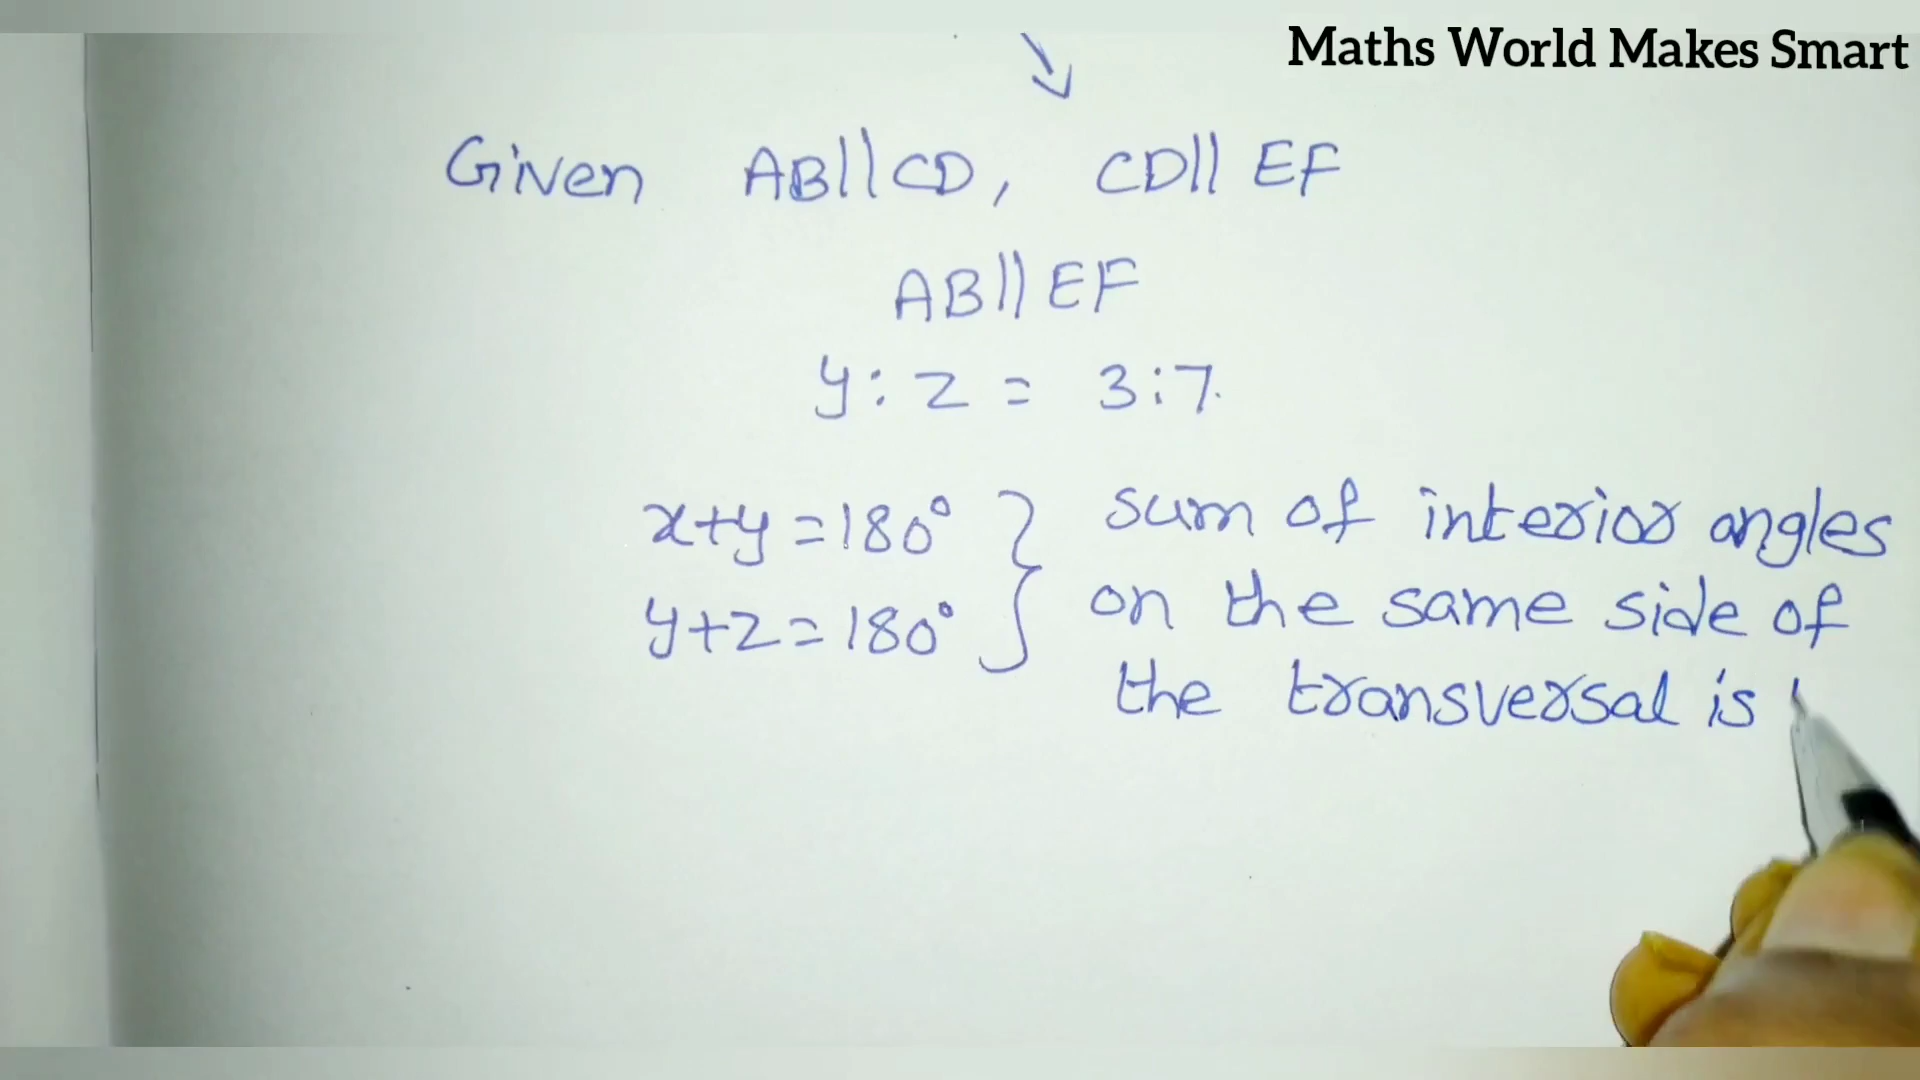 Maths World Makes Smart
Given AB||CD, CD|| EF
AB|| EF
y : z = 3:7.
x+y =180° } sum of interior angles
y+z=180° on the same side of
the transversal is